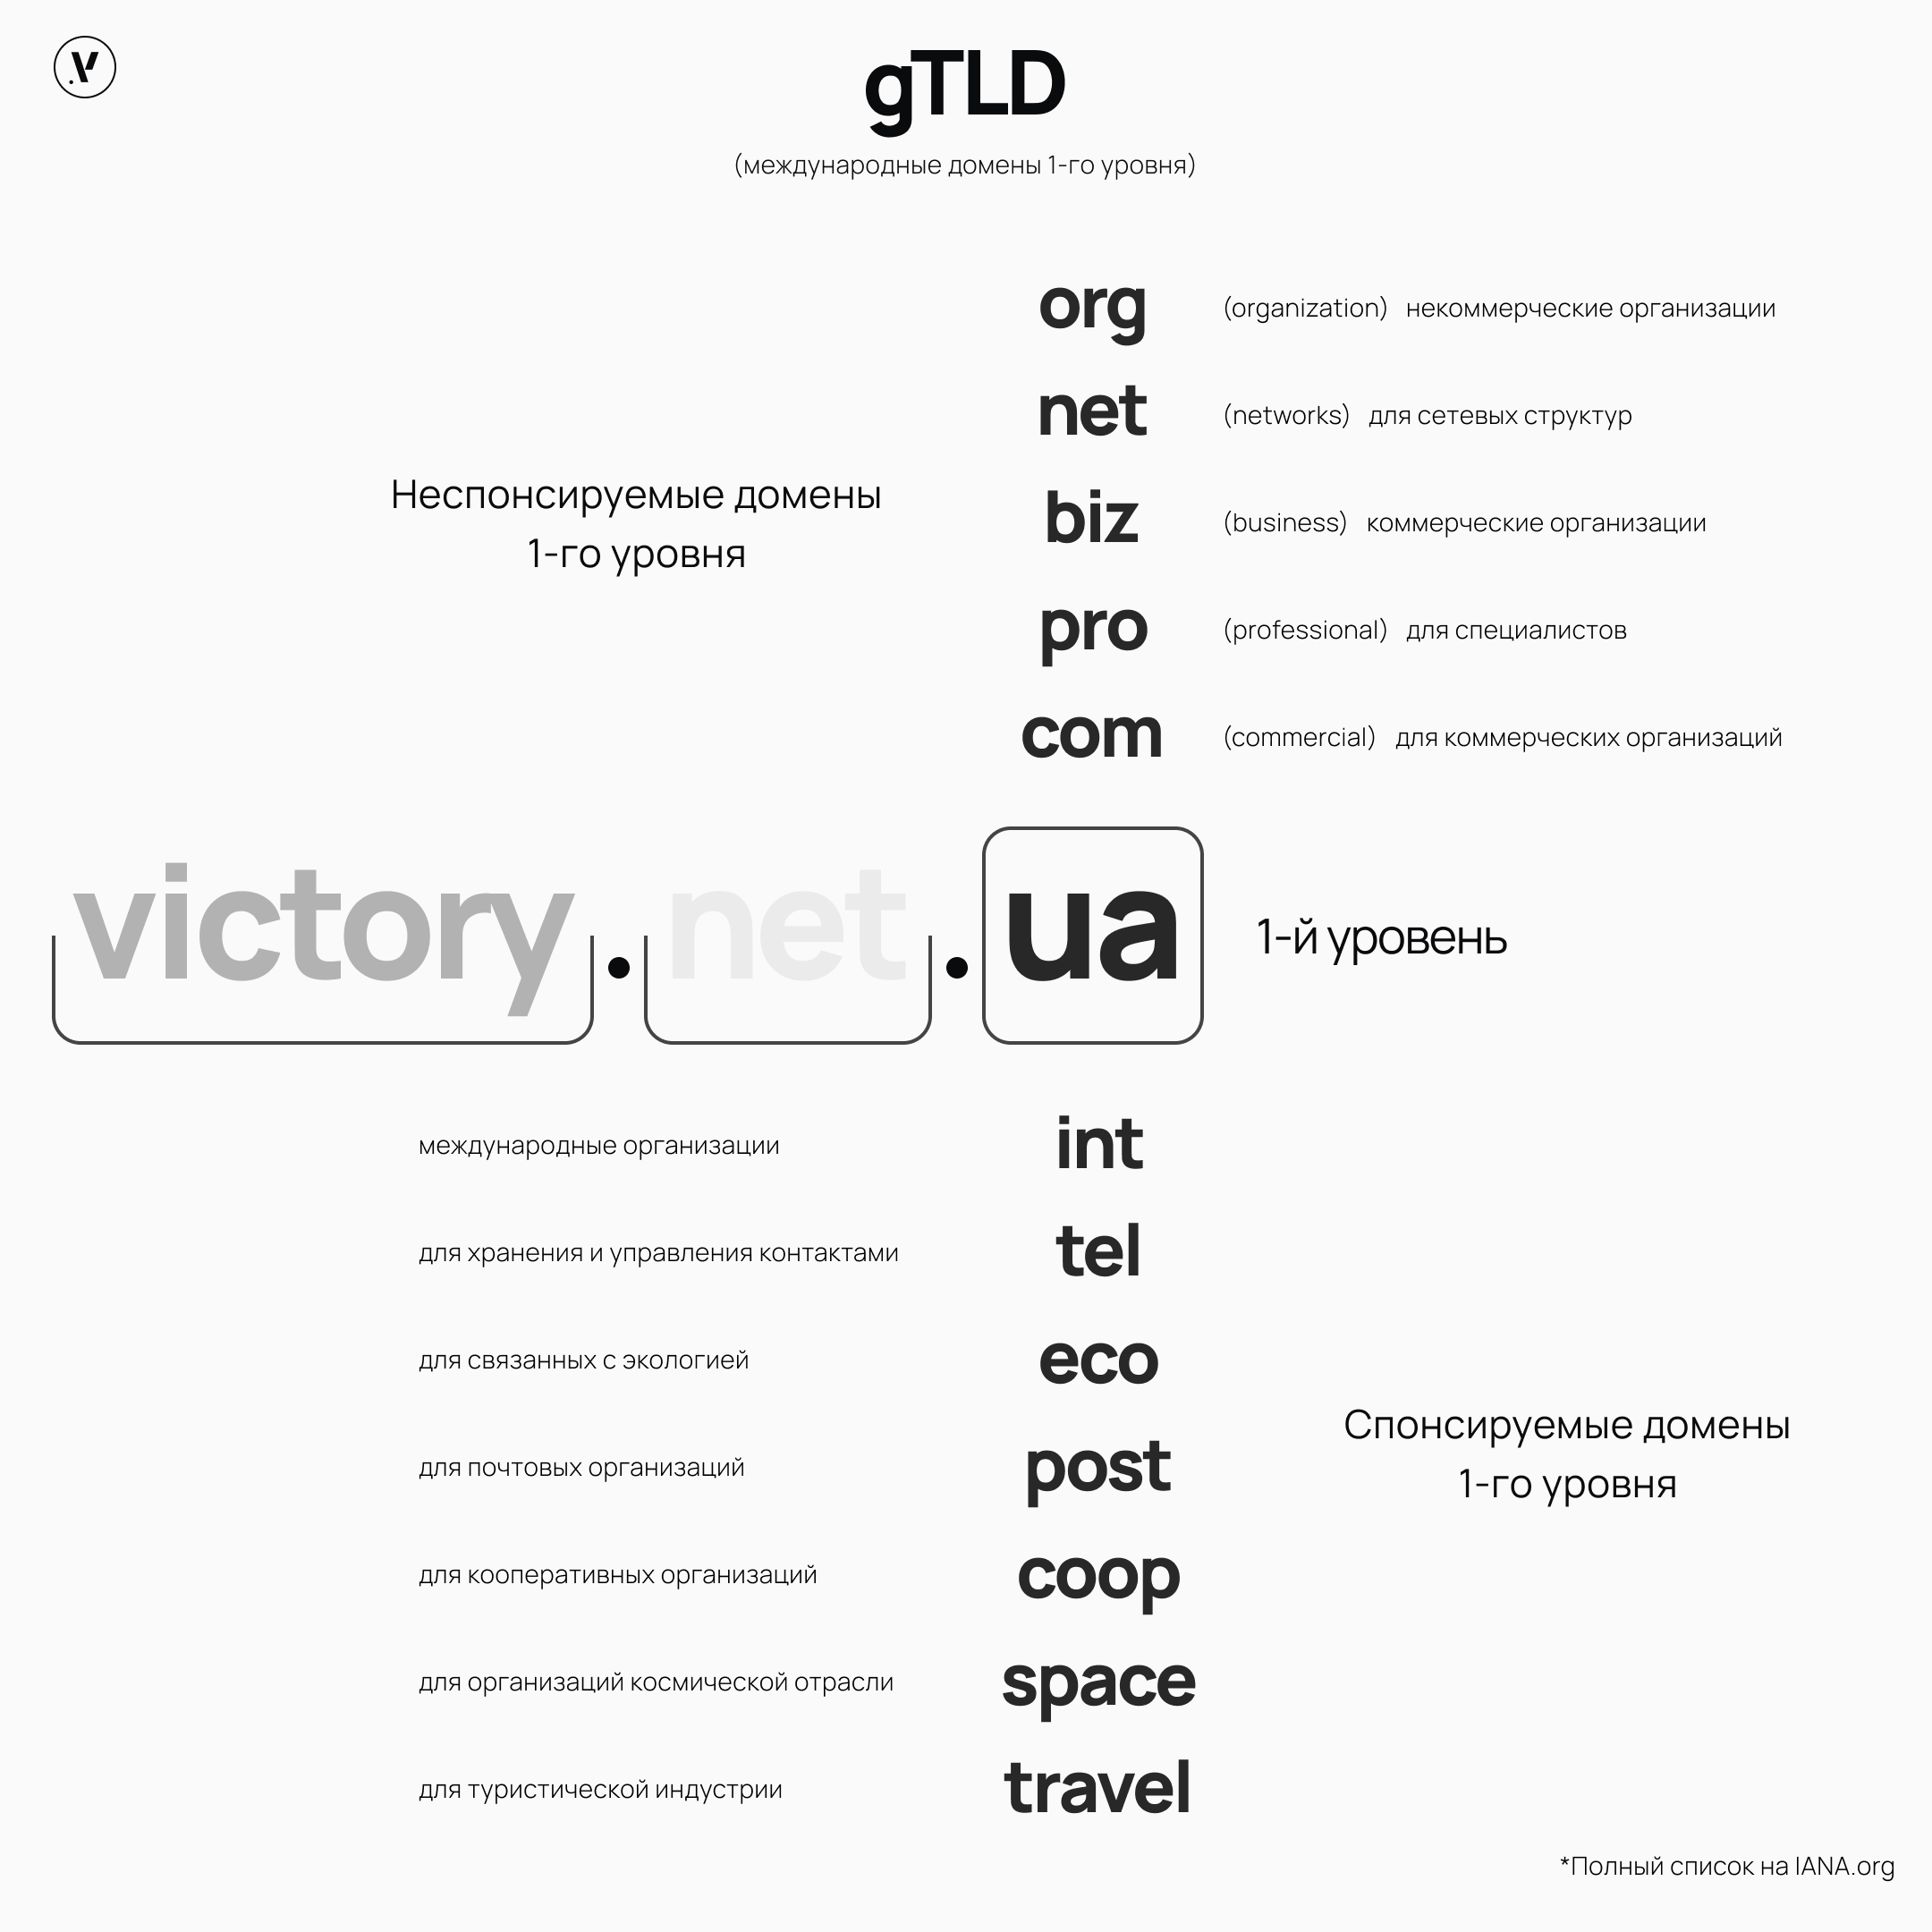 gTLD
(международные домены 1-го уровня)
org (organization) некоммерческие организации
net (networks) для сетевых структур
Неспонсируемые домены
1-го уровня
biz (business) коммерческие организации
pro (professional) для специалистов
com (commercial) для коммерческих организаций
victory . net . ua 1-й уровень
международные организации int
для хранения и управления контактами tel
для связанных с экологией eco
для почтовых организаций post
Спонсируемые домены
1-го уровня
для кооперативных организаций coop
для организаций космической отрасли space
для туристической индустрии travel
*Полный список на IANA.org